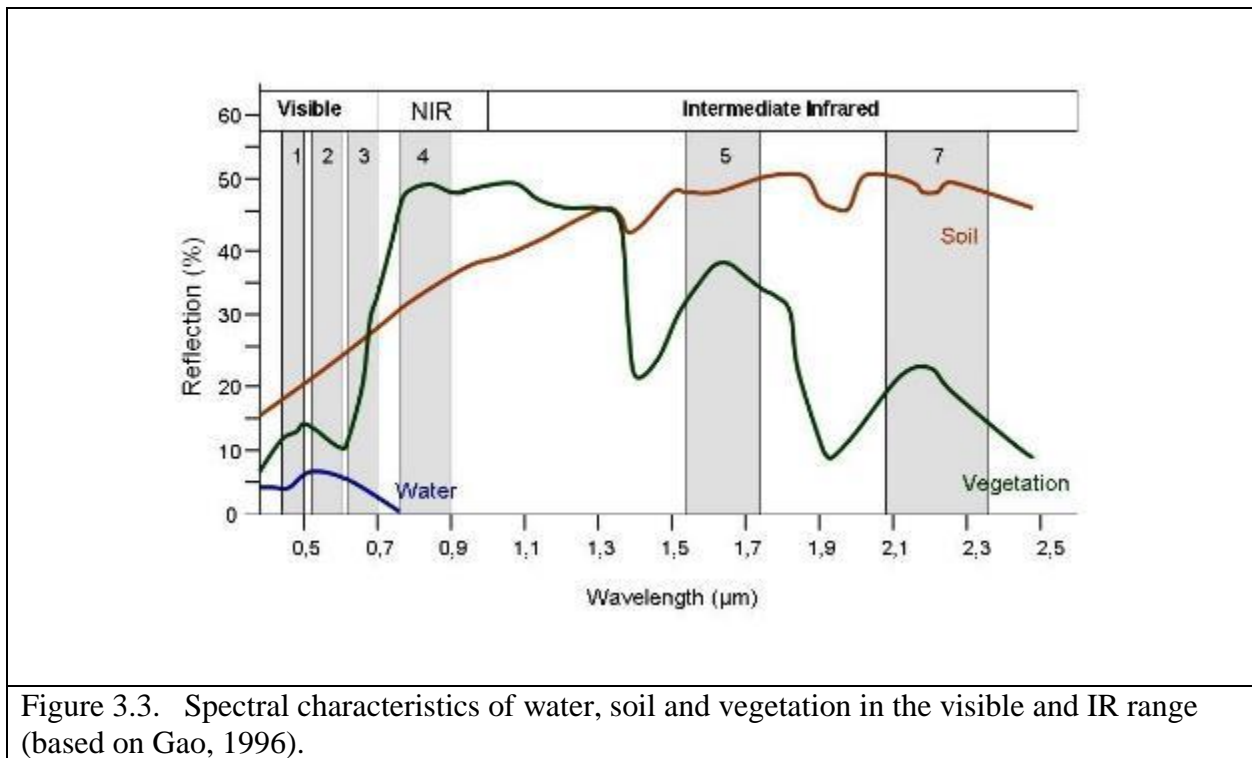 Visible NIR Intermediate Infrared
60
1 2 3 4 5 7
50
40
30
20
10
0
Reflection (%)
Soil
Water
Vegetation
0,5 0,7 0,9 1,1 1,3 1,5 1,7 1,9 2,1 2,3 2,5
Wavelength (µm)
Figure 3.3.   Spectral characteristics of water, soil and vegetation in the visible and IR range
(based on Gao, 1996).